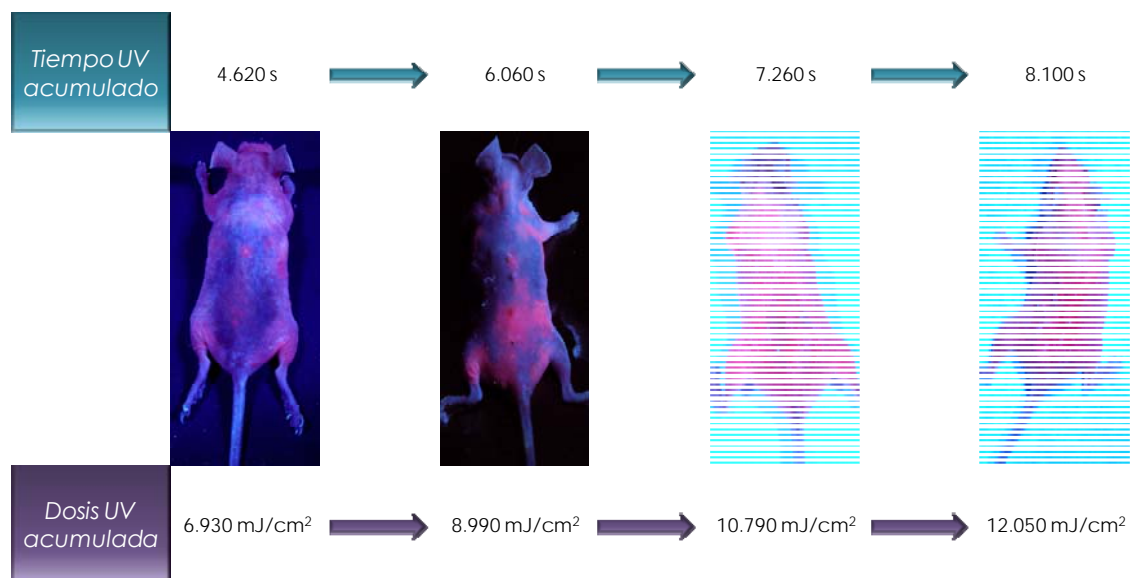 Tiempo UV
acumulado
4.620 s
6.060 s
7.260 s
8.100 s
Dosis UV
acumulada
6.930 mJ/cm²
8.990 mJ/cm²
10.790 mJ/cm²
12.050 mJ/cm²